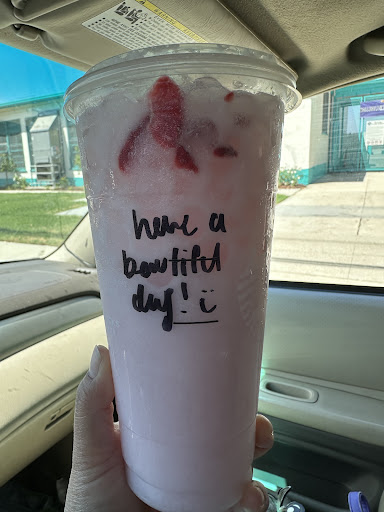 have a
beautiful
day! :)